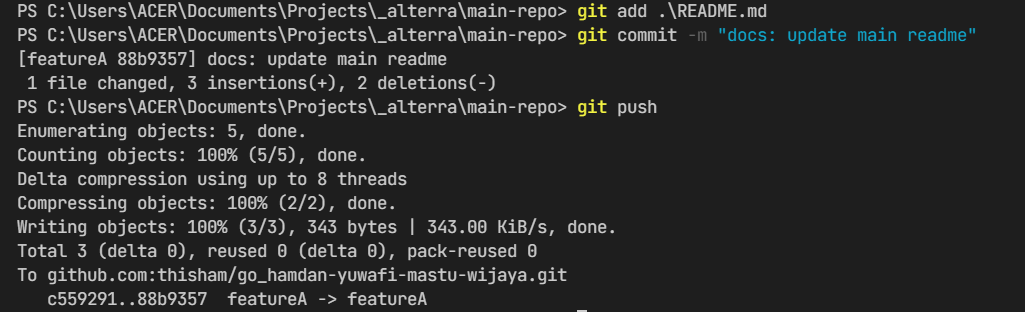 PS C:\Users\ACER\Documents\Projects\_alterra\main-repo> git add .\README.md
PS C:\Users\ACER\Documents\Projects\_alterra\main-repo> git commit -m "docs: update main readme"
[featureA 88b9357] docs: update main readme
 1 file changed, 3 insertions(+), 2 deletions(-)
PS C:\Users\ACER\Documents\Projects\_alterra\main-repo> git push
Enumerating objects: 5, done.
Counting objects: 100% (5/5), done.
Delta compression using up to 8 threads
Compressing objects: 100% (2/2), done.
Writing objects: 100% (3/3), 343 bytes | 343.00 KiB/s, done.
Total 3 (delta 0), reused 0 (delta 0), pack-reused 0
To github.com:thisham/go_hamdan-yuwafi-mastu-wijaya.git
   c559291..88b9357  featureA -> featureA